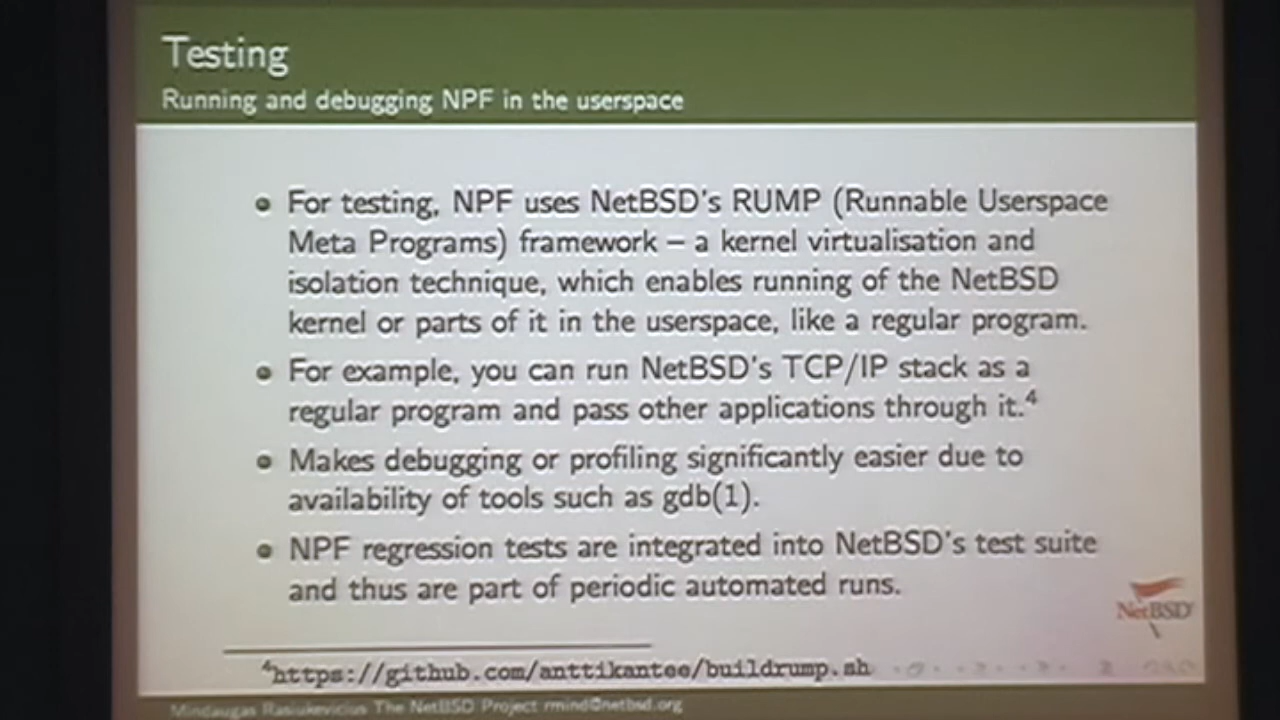 Testing
Running and debugging NPF in the userspace
For testing, NPF uses NetBSD's RUMP (Runnable Userspace
Meta Programs) framework – a kernel virtualisation and
isolation technique, which enables running of the NetBSD
kernel or parts of it in the userspace, like a regular program.
For example, you can run NetBSD's TCP/IP stack as a
regular program and pass other applications through it.⁴
Makes debugging or profiling significantly easier due to
availability of tools such as gdb(1).
NPF regression tests are integrated into NetBSD's test suite
and thus are part of periodic automated runs.
NetBSD
⁴https://github.com/anttikantee/buildrump.sh
Mindaugas Rasiukevicius The NetBSD Project rmind@netbsd.org